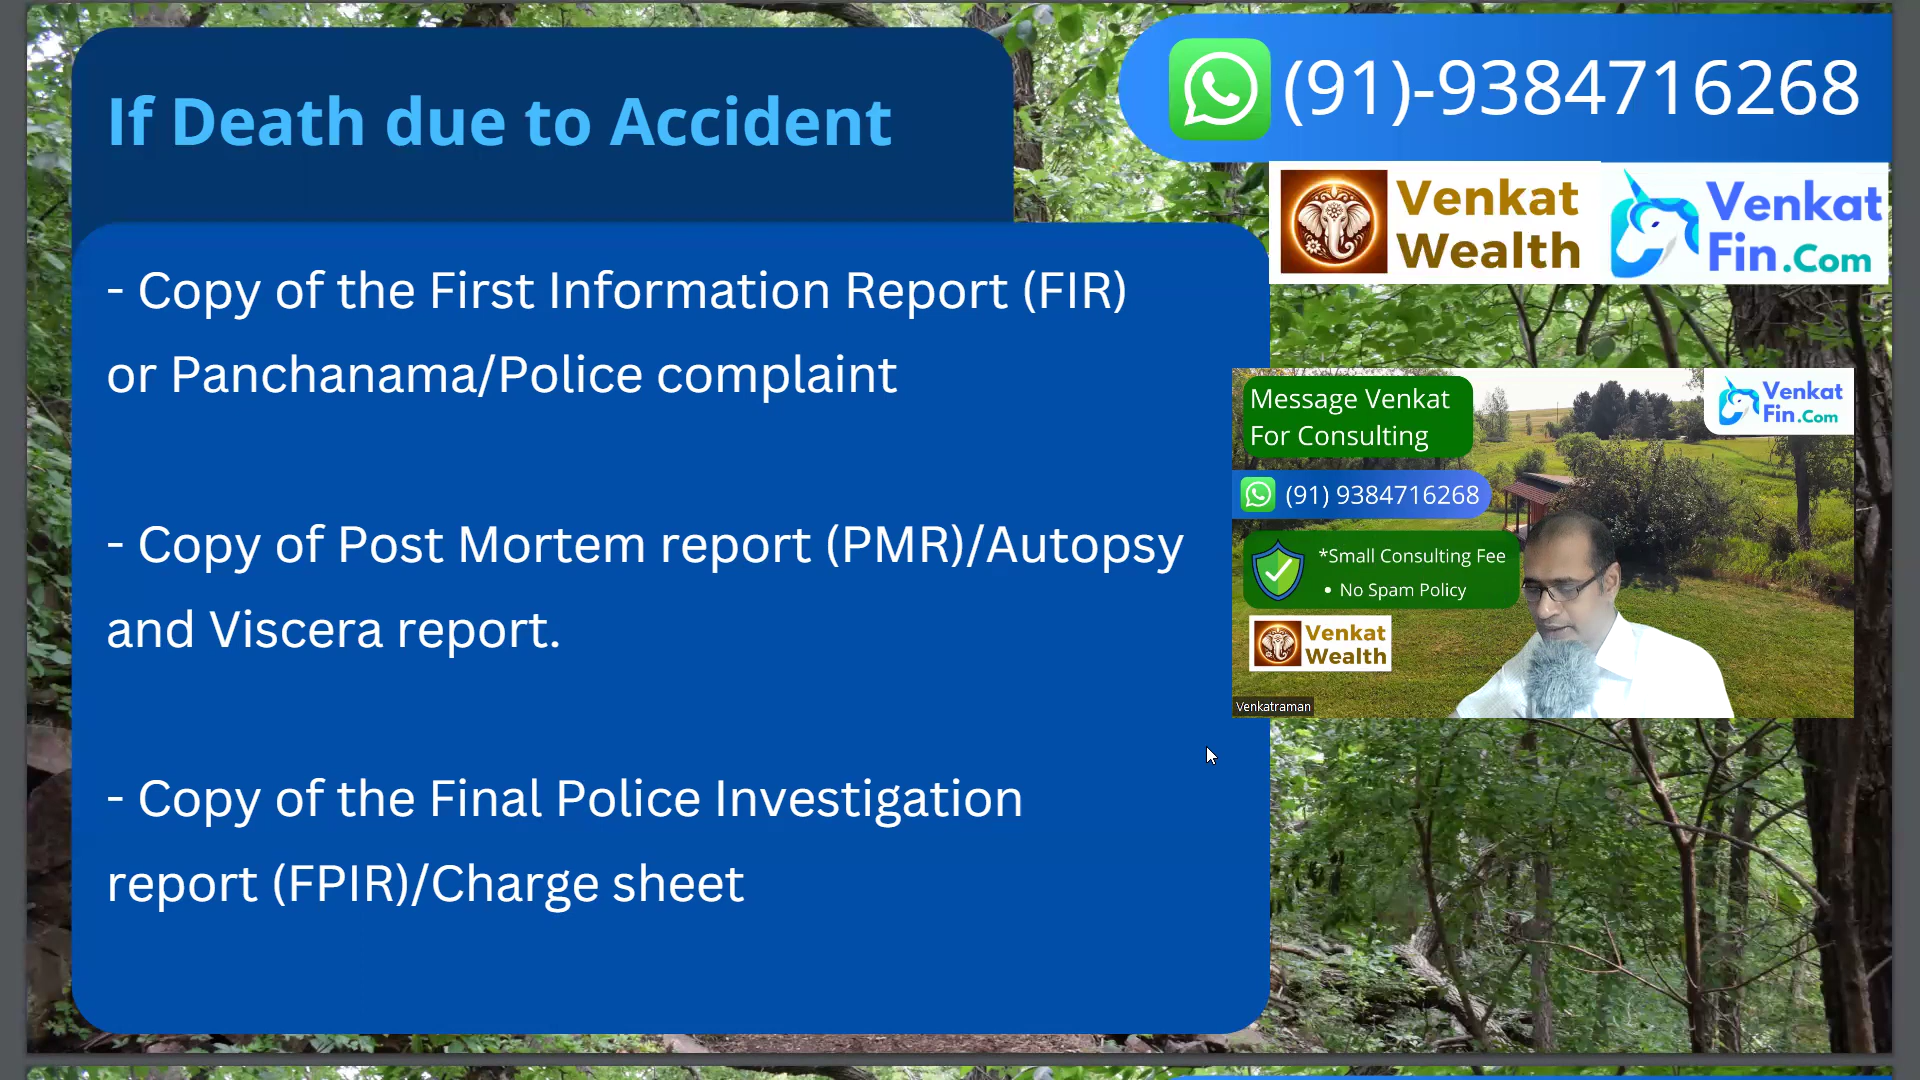 If Death due to Accident
- Copy of the First Information Report (FIR)
or Panchanama/Police complaint
- Copy of Post Mortem report (PMR)/Autopsy
and Viscera report.
- Copy of the Final Police Investigation
report (FPIR)/Charge sheet
(91)-9384716268
Venkat
Wealth
Venkat
Fin.Com
Message Venkat
For Consulting
(91) 9384716268
*Small Consulting Fee
• No Spam Policy
Venkat
Wealth
Venkatraman
Venkat
Fin.Com